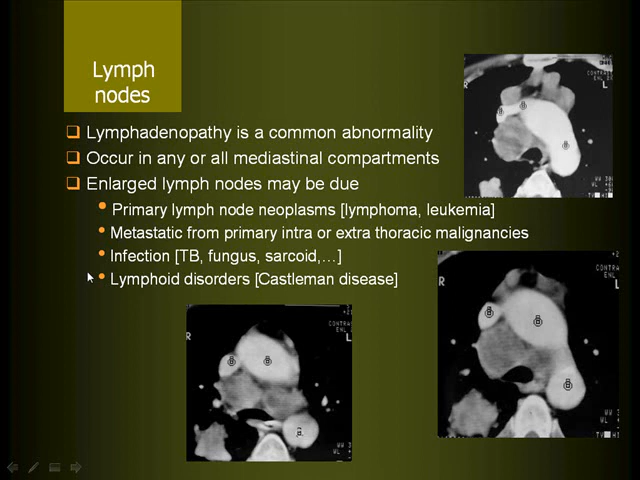 Lymph
nodes
Lymphadenopathy is a common abnormality
Occur in any or all mediastinal compartments
Enlarged lymph nodes may be due
Primary lymph node neoplasms [lymphoma, leukemia]
Metastatic from primary intra or extra thoracic malignancies
Infection [TB, fungus, sarcoid,…]
Lymphoid disorders [Castleman disease]
CONTRAS
R
L
R
L
R
L